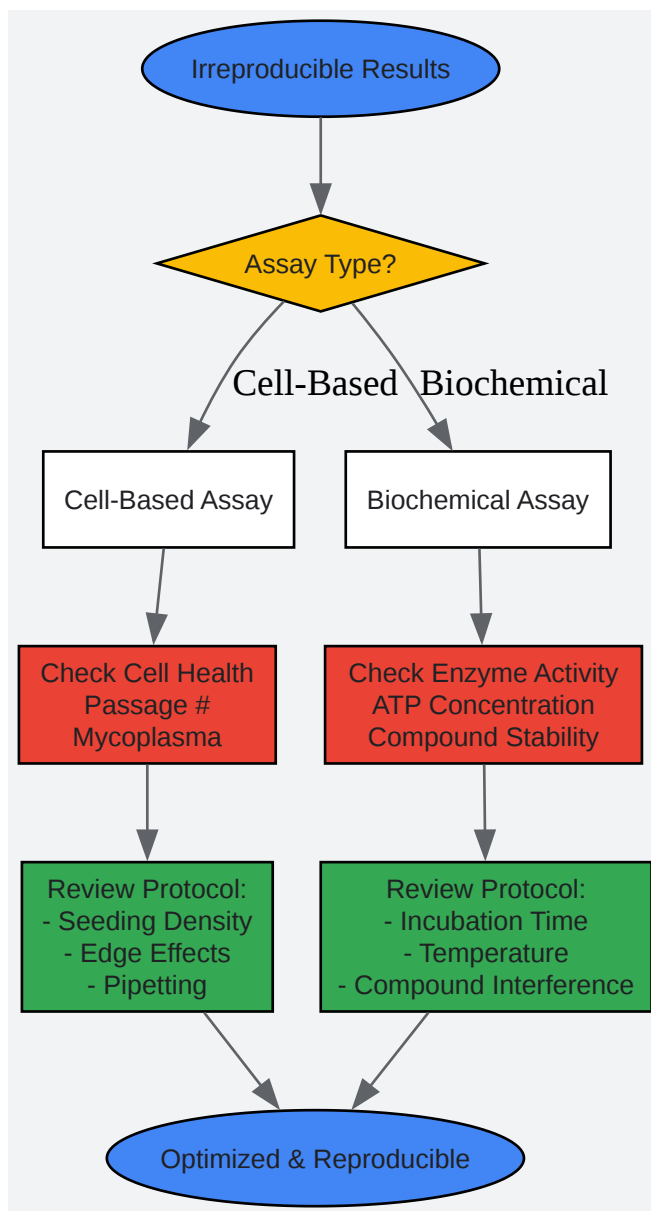 Irreproducible Results
Assay Type?
Cell-Based
Biochemical
Cell-Based Assay
Biochemical Assay
Check Cell Health
Passage #
Mycoplasma
Check Enzyme Activity
ATP Concentration
Compound Stability
Review Protocol:
- Seeding Density
- Edge Effects
- Pipetting
Review Protocol:
- Incubation Time
- Temperature
- Compound Interference
Optimized & Reproducible